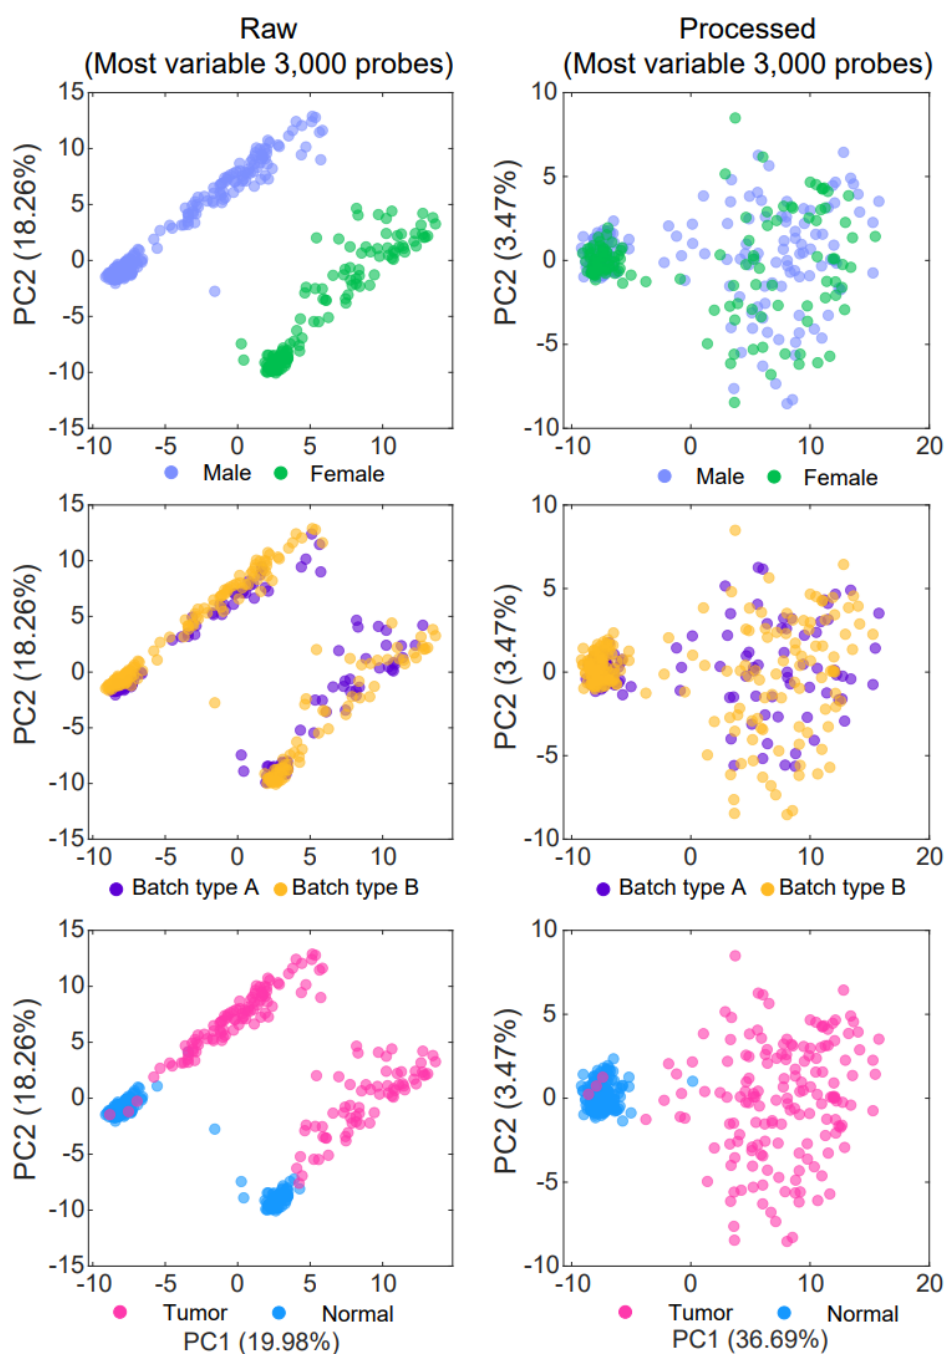 Raw
(Most variable 3,000 probes)
Processed
(Most variable 3,000 probes)
15
10
5
0
-5
-10
-15
PC2 (18.26%)
-10 -5 0 5 10
Male Female
10
5
0
-5
-10
PC2 (3.47%)
-10 0 10 20
Male Female
15
10
5
0
-5
-10
-15
PC2 (18.26%)
-10 -5 0 5 10
Batch type A Batch type B
10
5
0
-5
-10
PC2 (3.47%)
-10 0 10 20
Batch type A Batch type B
15
10
5
0
-5
-10
-15
PC2 (18.26%)
-10 -5 0 5 10
Tumor Normal
PC1 (19.98%)
10
5
0
-5
-10
PC2 (3.47%)
-10 0 10 20
Tumor Normal
PC1 (36.69%)